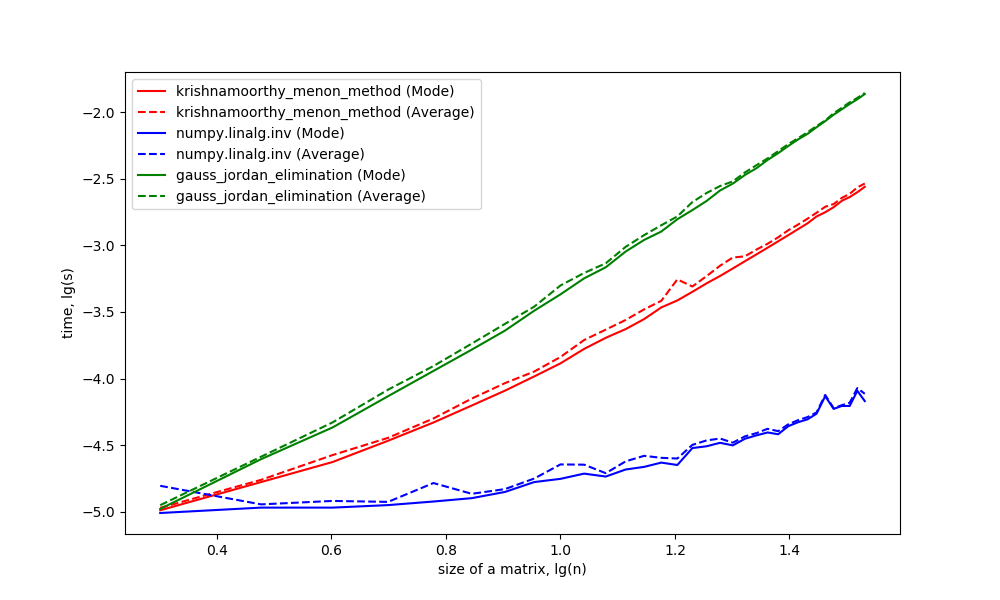 krishnamoorthy_menon_method (Mode)
krishnamoorthy_menon_method (Average)
numpy.linalg.inv (Mode)
numpy.linalg.inv (Average)
gauss_jordan_elimination (Mode)
gauss_jordan_elimination (Average)
time, lg(s)
−2.0
−2.5
−3.0
−3.5
−4.0
−4.5
−5.0
0.4 0.6 0.8 1.0 1.2 1.4
size of a matrix, lg(n)